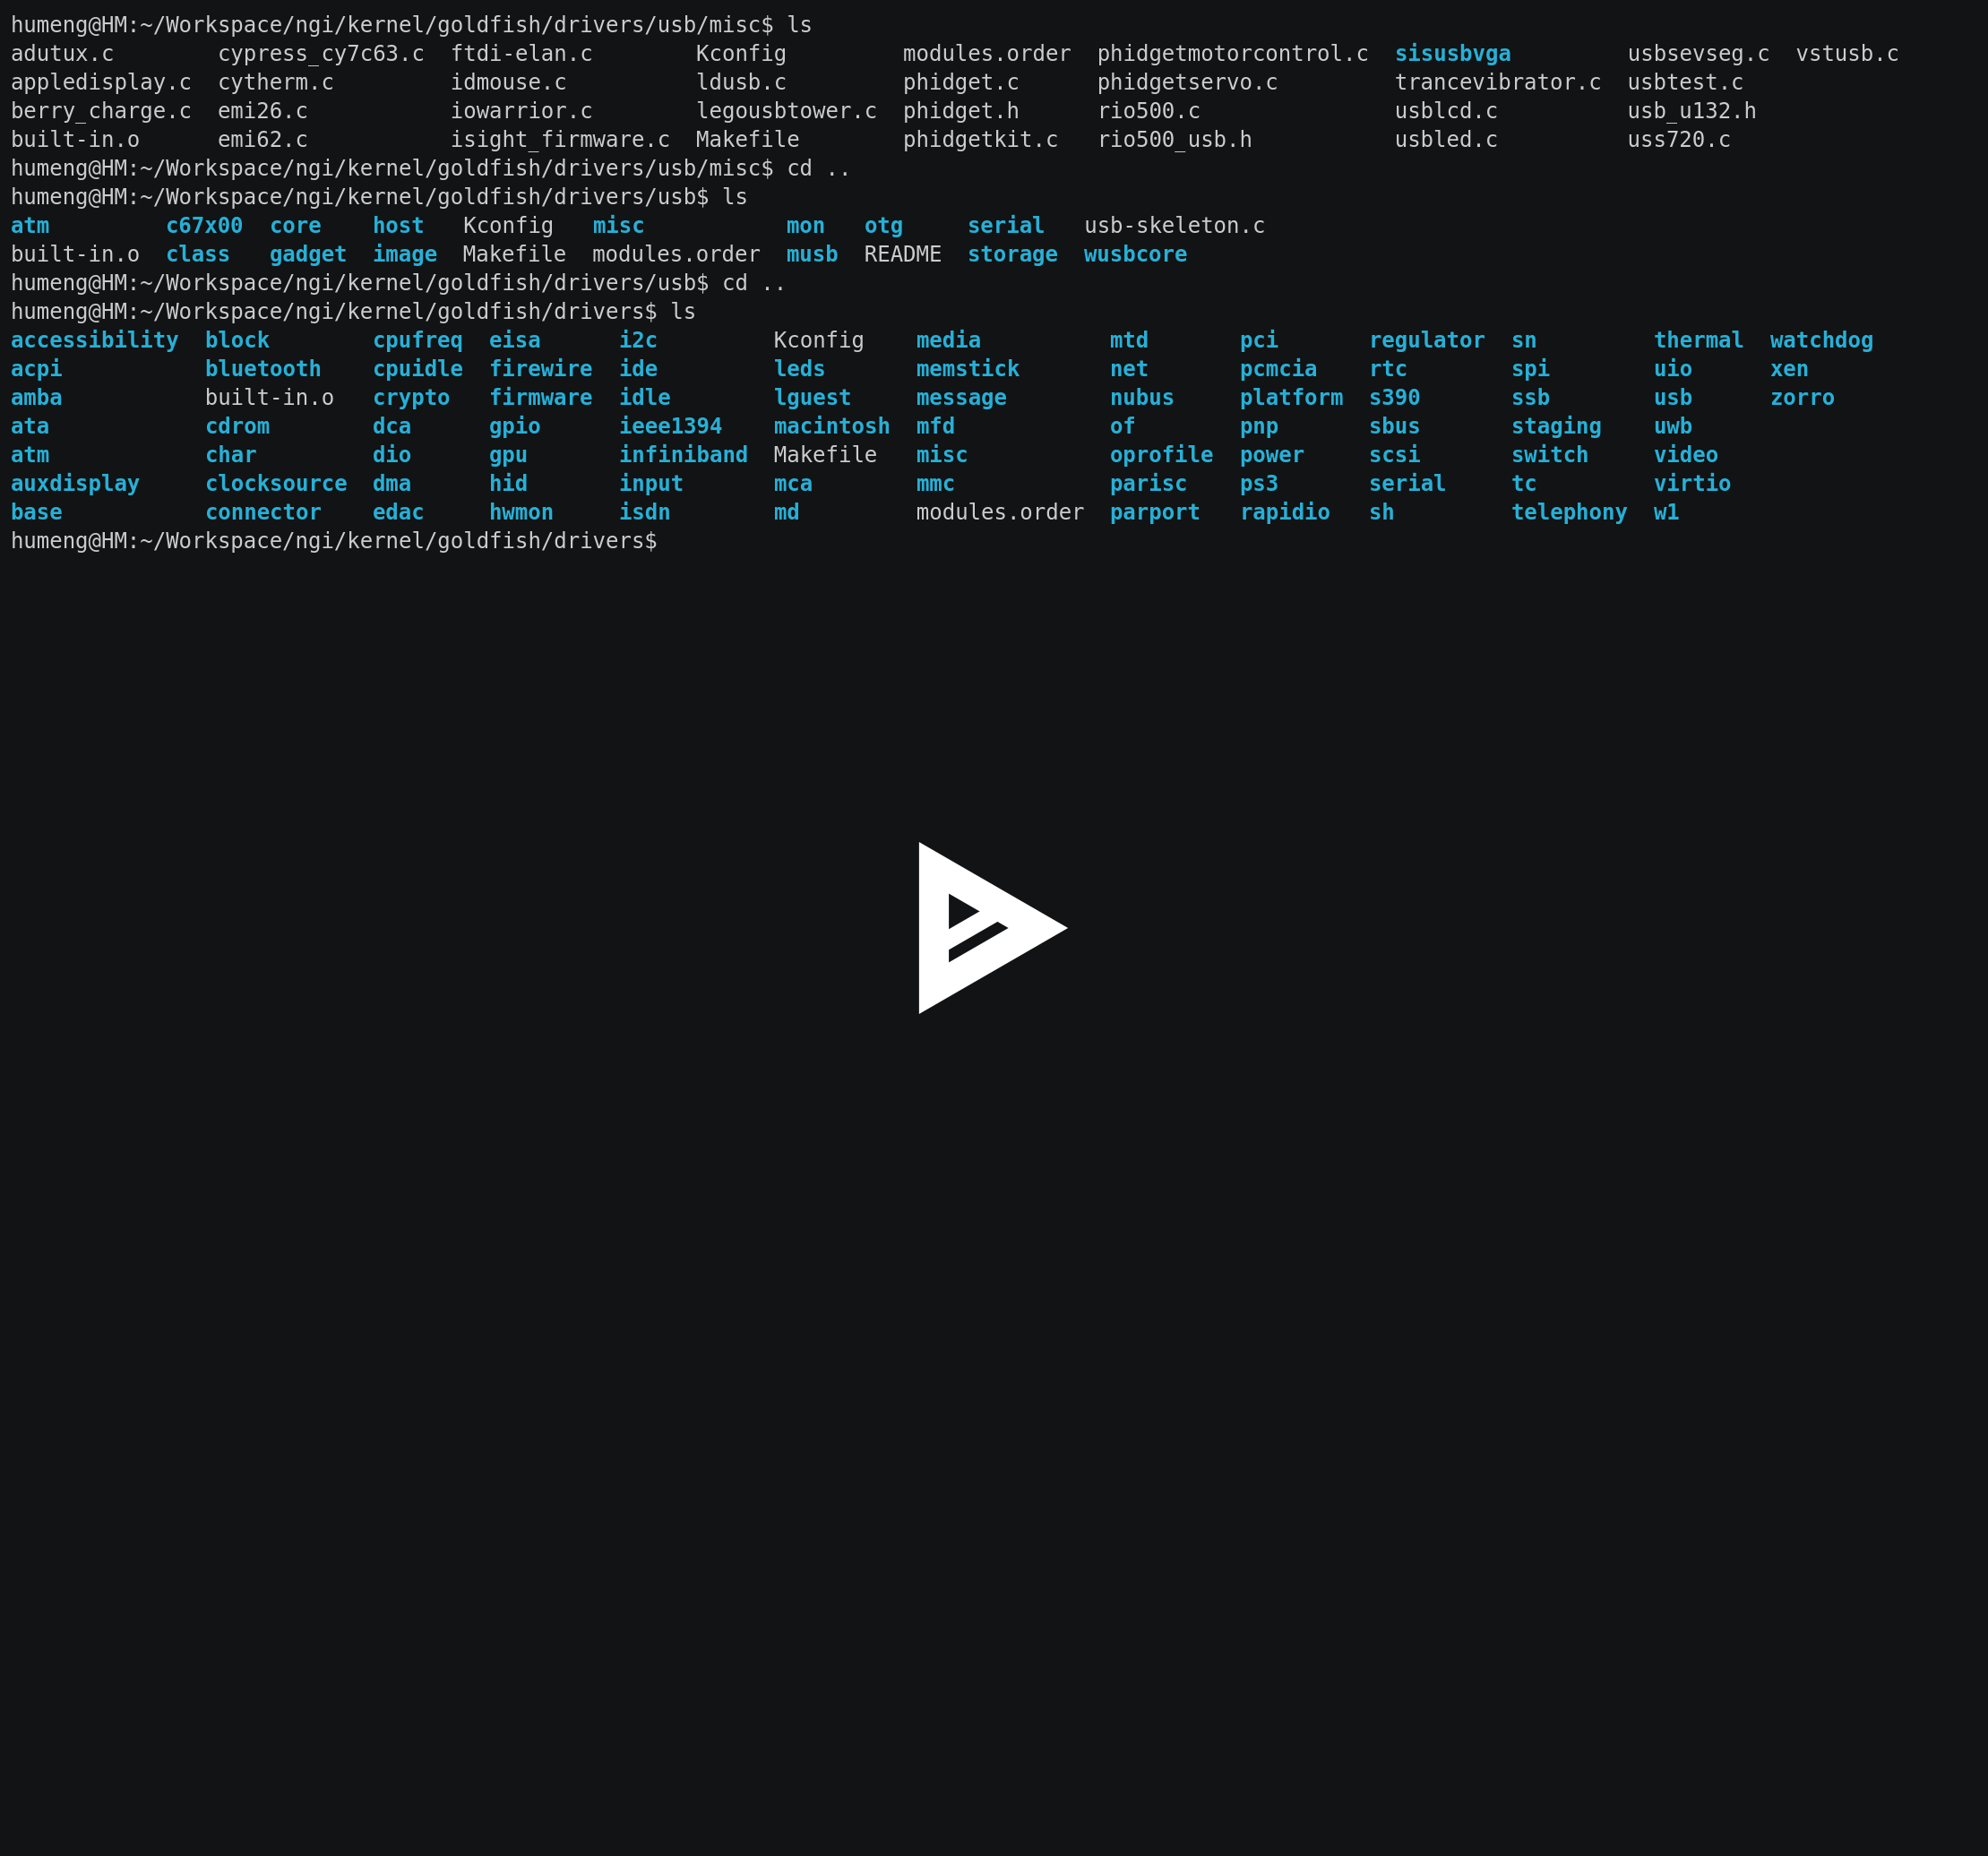 humeng@HM:~/Workspace/ngi/kernel/goldfish/drivers/usb/misc$ ls
adutux.c        cypress_cy7c63.c  ftdi-elan.c        Kconfig         modules.order  phidgetmotorcontrol.c  sisusbvga         usbsevseg.c  vstusb.c
appledisplay.c  cytherm.c         idmouse.c          ldusb.c         phidget.c      phidgetservo.c         trancevibrator.c  usbtest.c
berry_charge.c  emi26.c           iowarrior.c        legousbtower.c  phidget.h      rio500.c               usblcd.c          usb_u132.h
built-in.o      emi62.c           isight_firmware.c  Makefile        phidgetkit.c   rio500_usb.h           usbled.c          uss720.c
humeng@HM:~/Workspace/ngi/kernel/goldfish/drivers/usb/misc$ cd ..
humeng@HM:~/Workspace/ngi/kernel/goldfish/drivers/usb$ ls
atm         c67x00  core    host   Kconfig   misc           mon   otg     serial   usb-skeleton.c
built-in.o  class   gadget  image  Makefile  modules.order  musb  README  storage  wusbcore
humeng@HM:~/Workspace/ngi/kernel/goldfish/drivers/usb$ cd ..
humeng@HM:~/Workspace/ngi/kernel/goldfish/drivers$ ls
accessibility  block        cpufreq  eisa      i2c         Kconfig    media          mtd       pci       regulator  sn         thermal  watchdog
acpi           bluetooth    cpuidle  firewire  ide         leds       memstick       net       pcmcia    rtc        spi        uio      xen
amba           built-in.o   crypto   firmware  idle        lguest     message        nubus     platform  s390       ssb        usb      zorro
ata            cdrom        dca      gpio      ieee1394    macintosh  mfd            of        pnp       sbus       staging    uwb
atm            char         dio      gpu       infiniband  Makefile   misc           oprofile  power     scsi       switch     video
auxdisplay     clocksource  dma      hid       input       mca        mmc            parisc    ps3       serial     tc         virtio
base           connector    edac     hwmon     isdn        md         modules.order  parport   rapidio   sh         telephony  w1
humeng@HM:~/Workspace/ngi/kernel/goldfish/drivers$